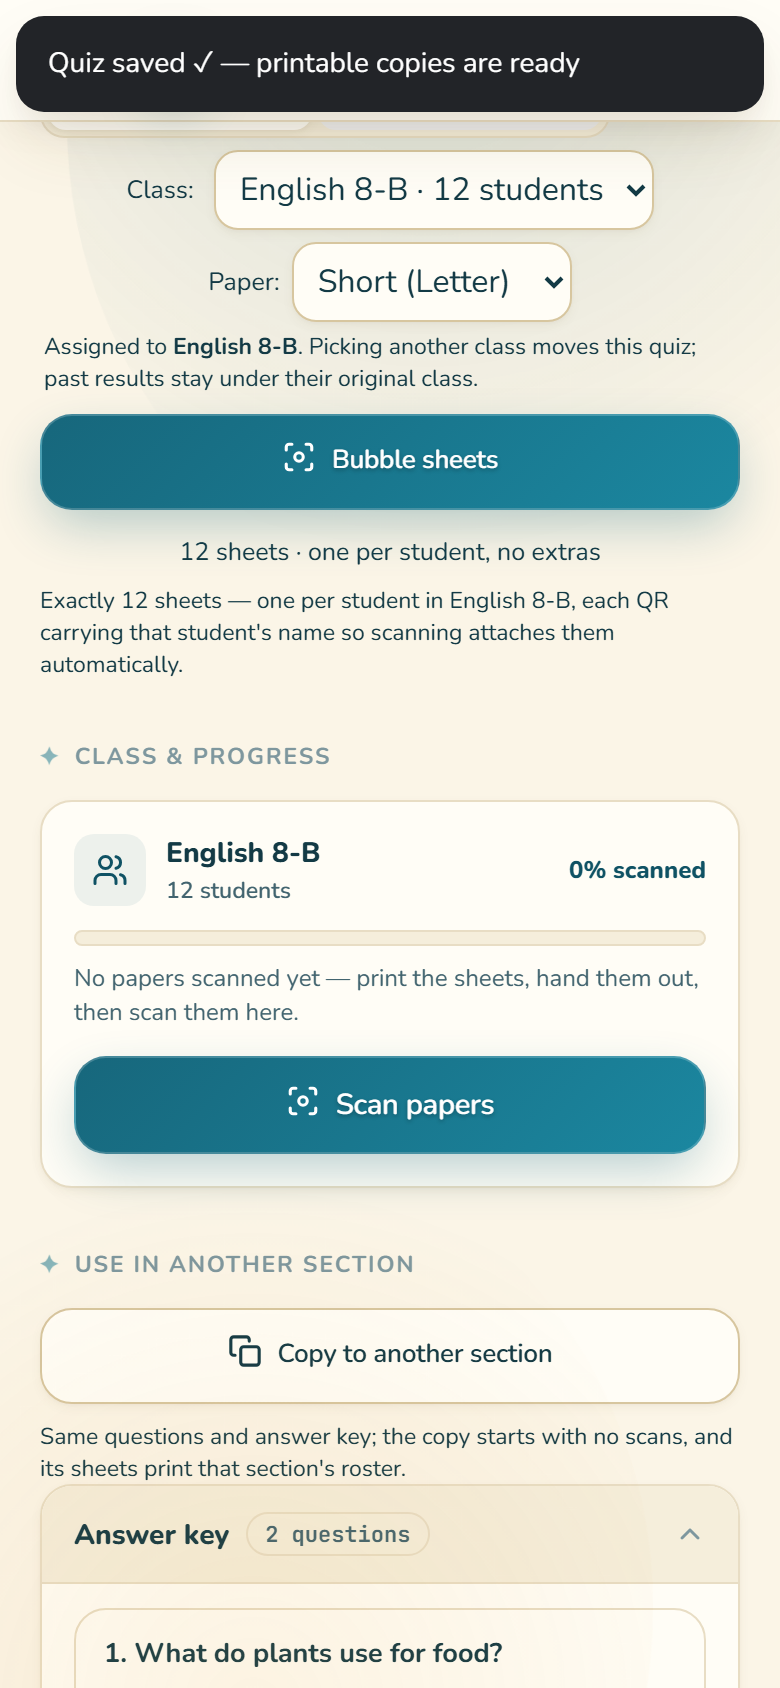 Quiz saved ✓ — printable copies are ready
Class: English 8-B · 12 students
Paper: Short (Letter)
Assigned to English 8-B. Picking another class moves this quiz;
past results stay under their original class.
Bubble sheets
12 sheets · one per student, no extras
Exactly 12 sheets — one per student in English 8-B, each QR
carrying that student's name so scanning attaches them
automatically.
CLASS & PROGRESS
English 8-B
12 students
0% scanned
No papers scanned yet — print the sheets, hand them out,
then scan them here.
Scan papers
USE IN ANOTHER SECTION
Copy to another section
Same questions and answer key; the copy starts with no scans, and
its sheets print that section's roster.
Answer key 2 questions
1. What do plants use for food?